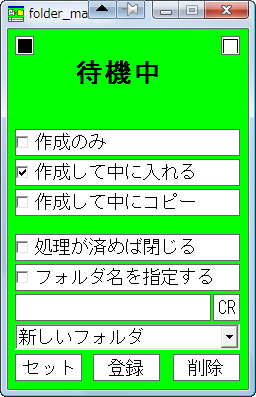 folder_ma
待機中
作成のみ
作成して中に入れる
作成して中にコピー
処理が済めば閉じる
フォルダ名を指定する
CR
新しいフォルダ
セット 登録 削除